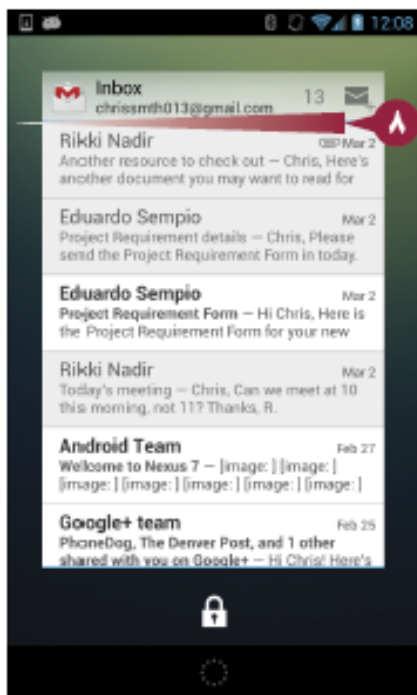 12:08
Inbox
chrissmth013@gmail.com
13
Rikki Nadir
Mar 2
Another resource to check out — Chris, Here's
another document you may want to read for
Eduardo Sempio
Mar 2
Project Requirement details — Chris, Please
send the Project Requirement Form in today.
Eduardo Sempio
Mar 2
Project Requirement Form — Hi Chris, Here is
the Project Requirement Form for your new
Rikki Nadir
Mar 2
Today's meeting — Chris, Can we meet at 10
this morning, not 11? Thanks, R.
Android Team
Feb 27
Welcome to Nexus 7 — [image: ] [image: ]
[image: ] [image: ] [image: ] [image: ] [image: ]
Google+ team
Feb 25
PhoneDog, The Denver Post, and 1 other
shared with you on Google+ — Hi Chris! Here's